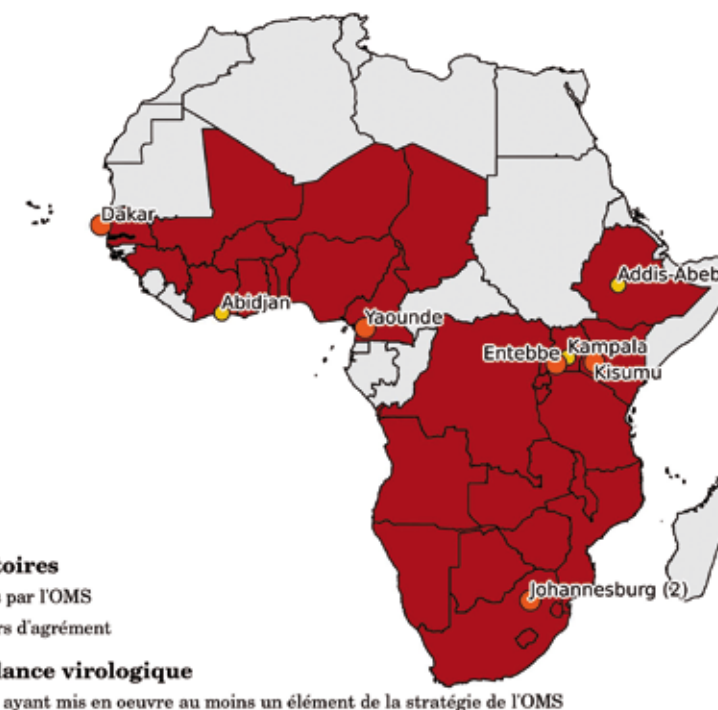 Dakar
Abidjan
Yaounde
Addis-Abeb
Entebbe
Kampala
Kisumu
Johannesburg (2)
toires
s par l'OMS
rs d'agrément
lance virologique
ayant mis en oeuvre au moins un élément de la stratégie de l'OMS